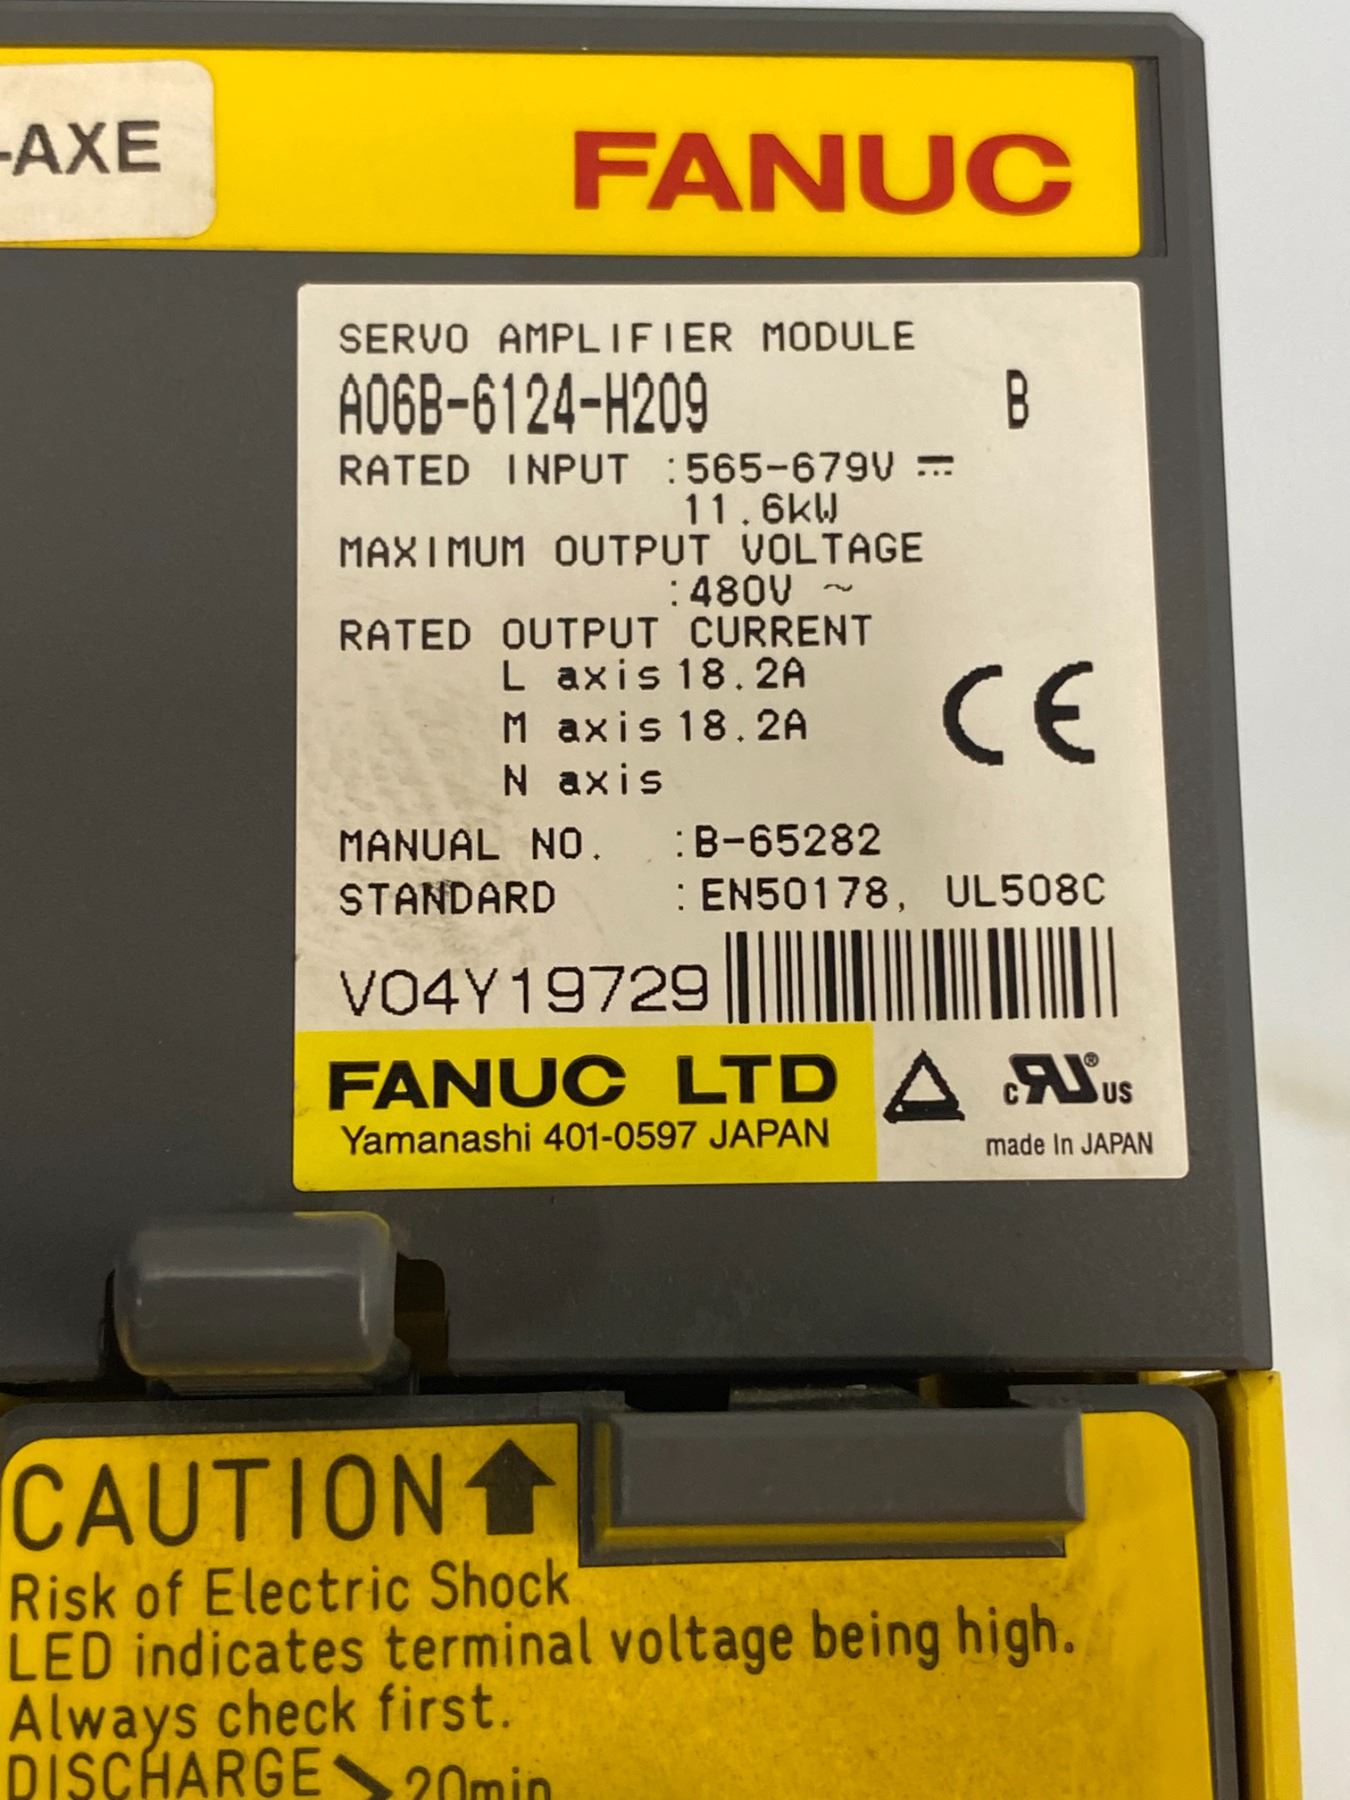 -AXE
FANUC
SERVO AMPLIFIER MODULE
A06B-6124-H209 B
RATED INPUT :565-679V ⎓
11.6kW
MAXIMUM OUTPUT VOLTAGE
:480V ~
RATED OUTPUT CURRENT
L axis 18.2A
M axis 18.2A
N axis
CE
MANUAL NO. :B-65282
STANDARD :EN50178, UL508C
V04Y19729
FANUC LTD
Yamanashi 401-0597 JAPAN
c RU ® us
made In JAPAN
CAUTION
Risk of Electric Shock
LED indicates terminal voltage being high.
Always check first.
DISCHARGE > 20min